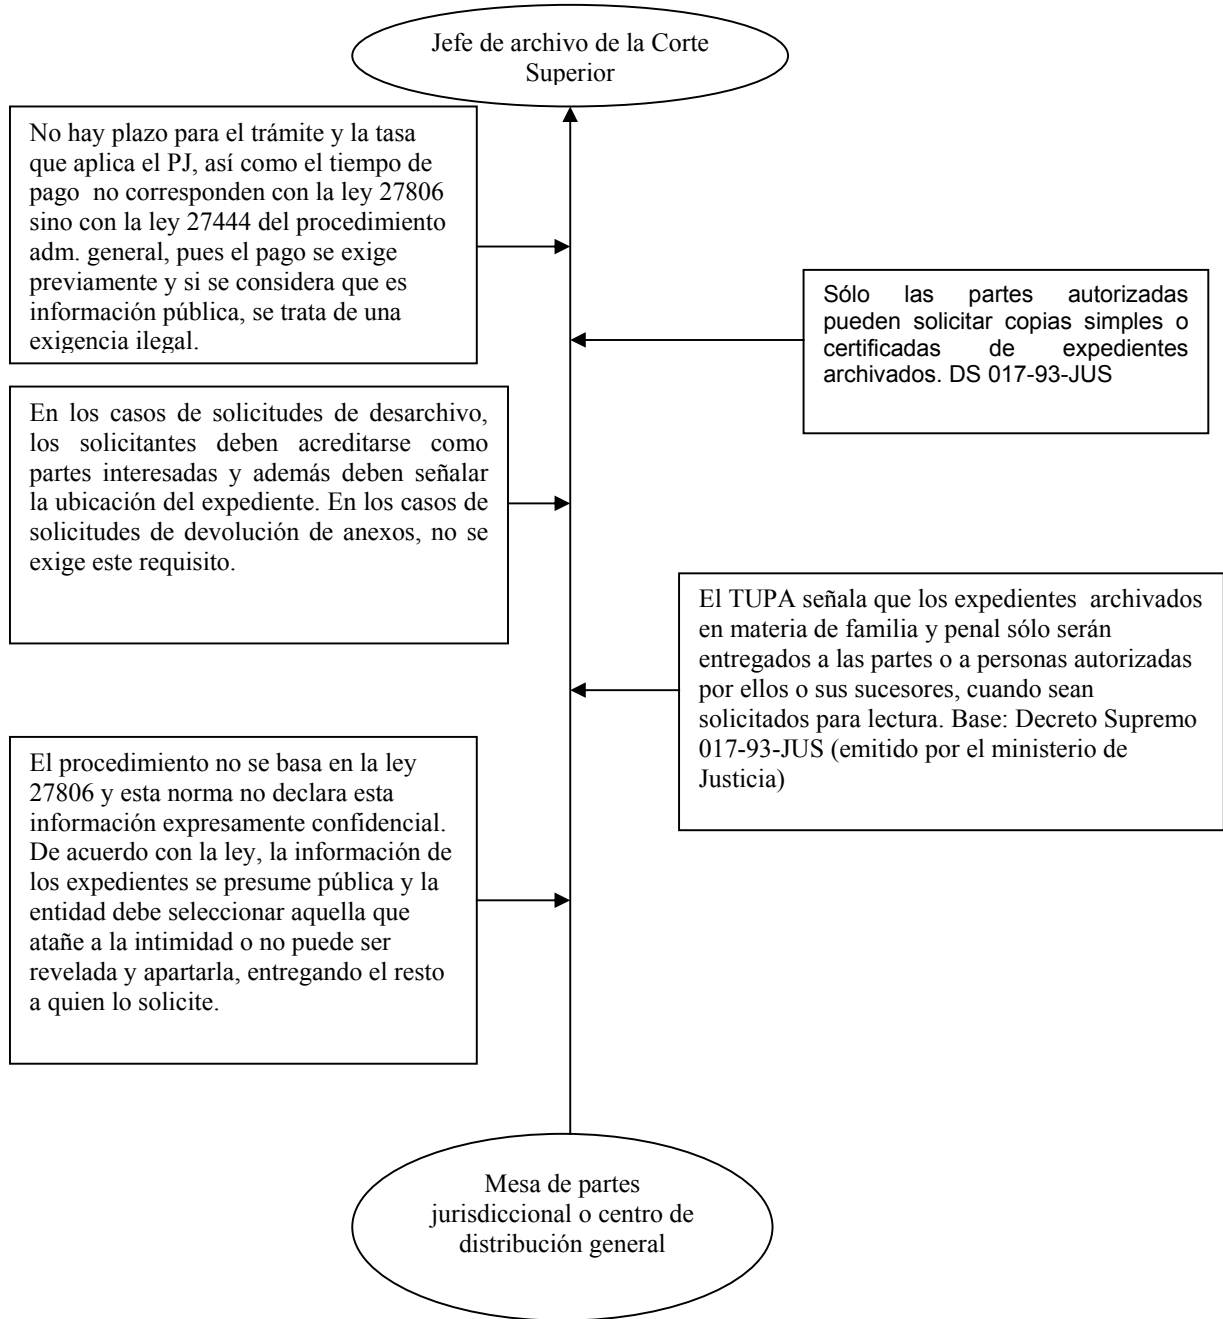 Jefe de archivo de la Corte
Superior
No hay plazo para el trámite y la tasa
que aplica el PJ, así como el tiempo de
pago no corresponden con la ley 27806
sino con la ley 27444 del procedimiento
adm. general, pues el pago se exige
previamente y si se considera que es
información pública, se trata de una
exigencia ilegal.
Sólo las partes autorizadas
pueden solicitar copias simples o
certificadas de expedientes
archivados. DS 017-93-JUS
En los casos de solicitudes de desarchivo,
los solicitantes deben acreditarse como
partes interesadas y además deben señalar
la ubicación del expediente. En los casos de
solicitudes de devolución de anexos, no se
exige este requisito.
El TUPA señala que los expedientes archivados
en materia de familia y penal sólo serán
entregados a las partes o a personas autorizadas
por ellos o sus sucesores, cuando sean
solicitados para lectura. Base: Decreto Supremo
017-93-JUS (emitido por el ministerio de
Justicia)
El procedimiento no se basa en la ley
27806 y esta norma no declara esta
información expresamente confidencial.
De acuerdo con la ley, la información de
los expedientes se presume pública y la
entidad debe seleccionar aquella que
atañe a la intimidad o no puede ser
revelada y apartarla, entregando el resto
a quien lo solicite.
Mesa de partes
jurisdiccional o centro de
distribución general